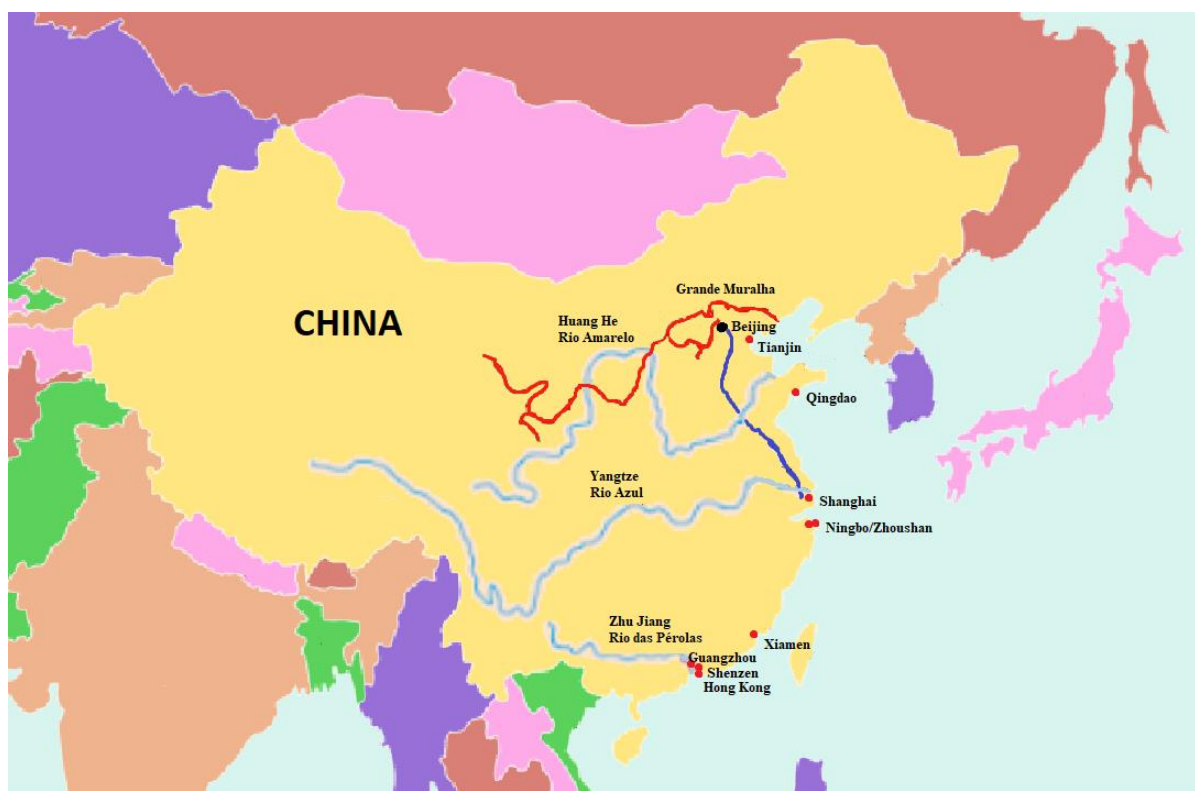 Grande Muralha
CHINA
Huang He
Rio Amarelo
Beijing
Tianjin
Qingdao
Yangtze
Rio Azul
Shanghai
Ningbo/Zhoushan
Zhu Jiang
Rio das Pérolas
Xiamen
Guangzhou
Shenzen
Hong Kong